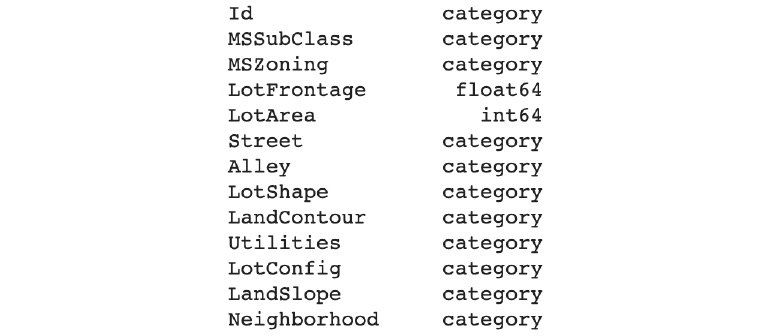 Id category
MSSubClass category
MSZoning category
LotFrontage float64
LotArea int64
Street category
Alley category
LotShape category
LandContour category
Utilities category
LotConfig category
LandSlope category
Neighborhood category